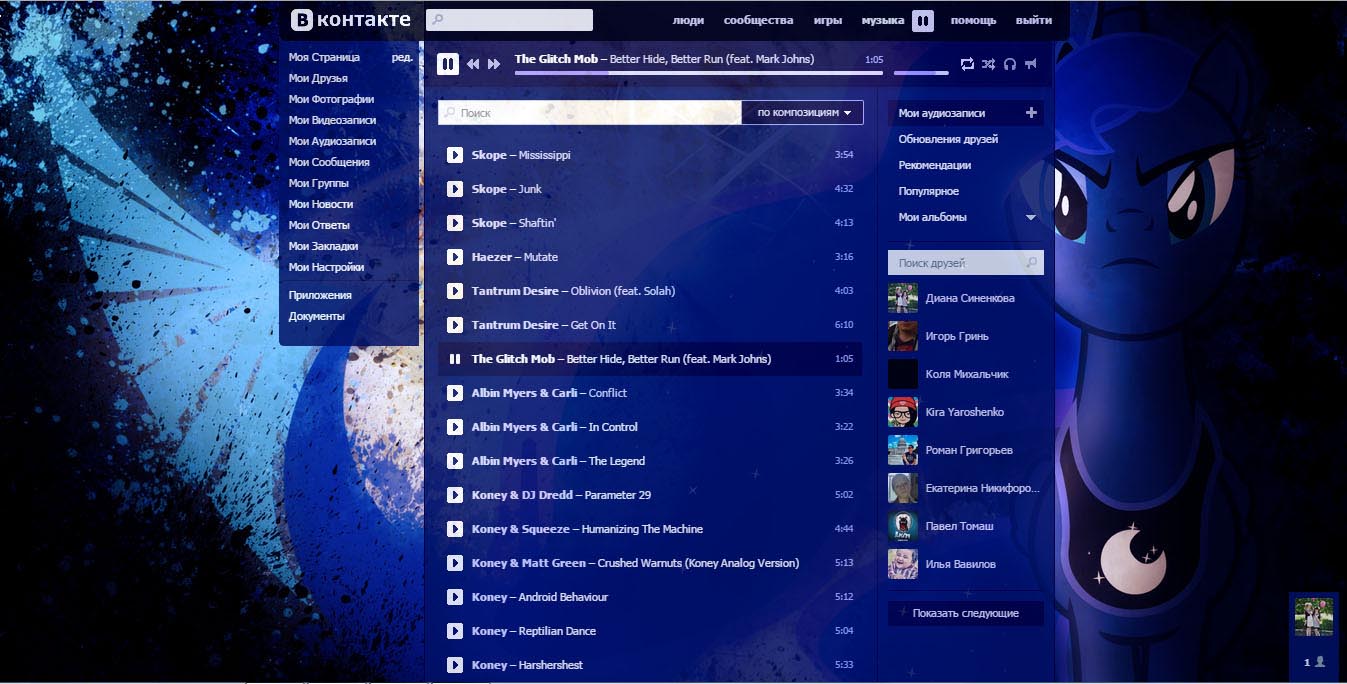 В контакте
люди сообщества игры музыка помощь выйти
Моя Страница ред.
Мои Друзья
Мои Фотографии
Мои Видеозаписи
Мои Аудиозаписи
Мои Сообщения
Мои Группы
Мои Новости
Мои Ответы
Мои Закладки
Мои Настройки
Приложения
Документы
The Glitch Mob – Better Hide, Better Run (feat. Mark Johns) 1:05
Поиск по композициям
Skope – Mississippi 3:54
Skope – Junk 4:32
Skope – Shaftin' 4:13
Haezer – Mutate 3:16
Tantrum Desire – Oblivion (feat. Solah) 4:03
Tantrum Desire – Get On It 6:10
The Glitch Mob – Better Hide, Better Run (feat. Mark Johns) 1:05
Albin Myers & Carli – Conflict 3:34
Albin Myers & Carli – In Control 3:22
Albin Myers & Carli – The Legend 3:26
Koney & DJ Dredd – Parameter 29 5:02
Koney & Squeeze – Humanizing The Machine 4:44
Koney & Matt Green – Crushed Warnuts (Koney Analog Version) 5:13
Koney – Android Behaviour 5:12
Koney – Reptilian Dance 5:04
Koney – Harshershest 5:33
Мои аудиозаписи
Обновления друзей
Рекомендации
Популярное
Мои альбомы
Поиск друзей
Диана Синенкова
Игорь Гринь
Коля Михальчик
Kira Yaroshenko
Роман Григорьев
Екатерина Никифоро...
Павел Томаш
Илья Вавилов
Показать следующие
1